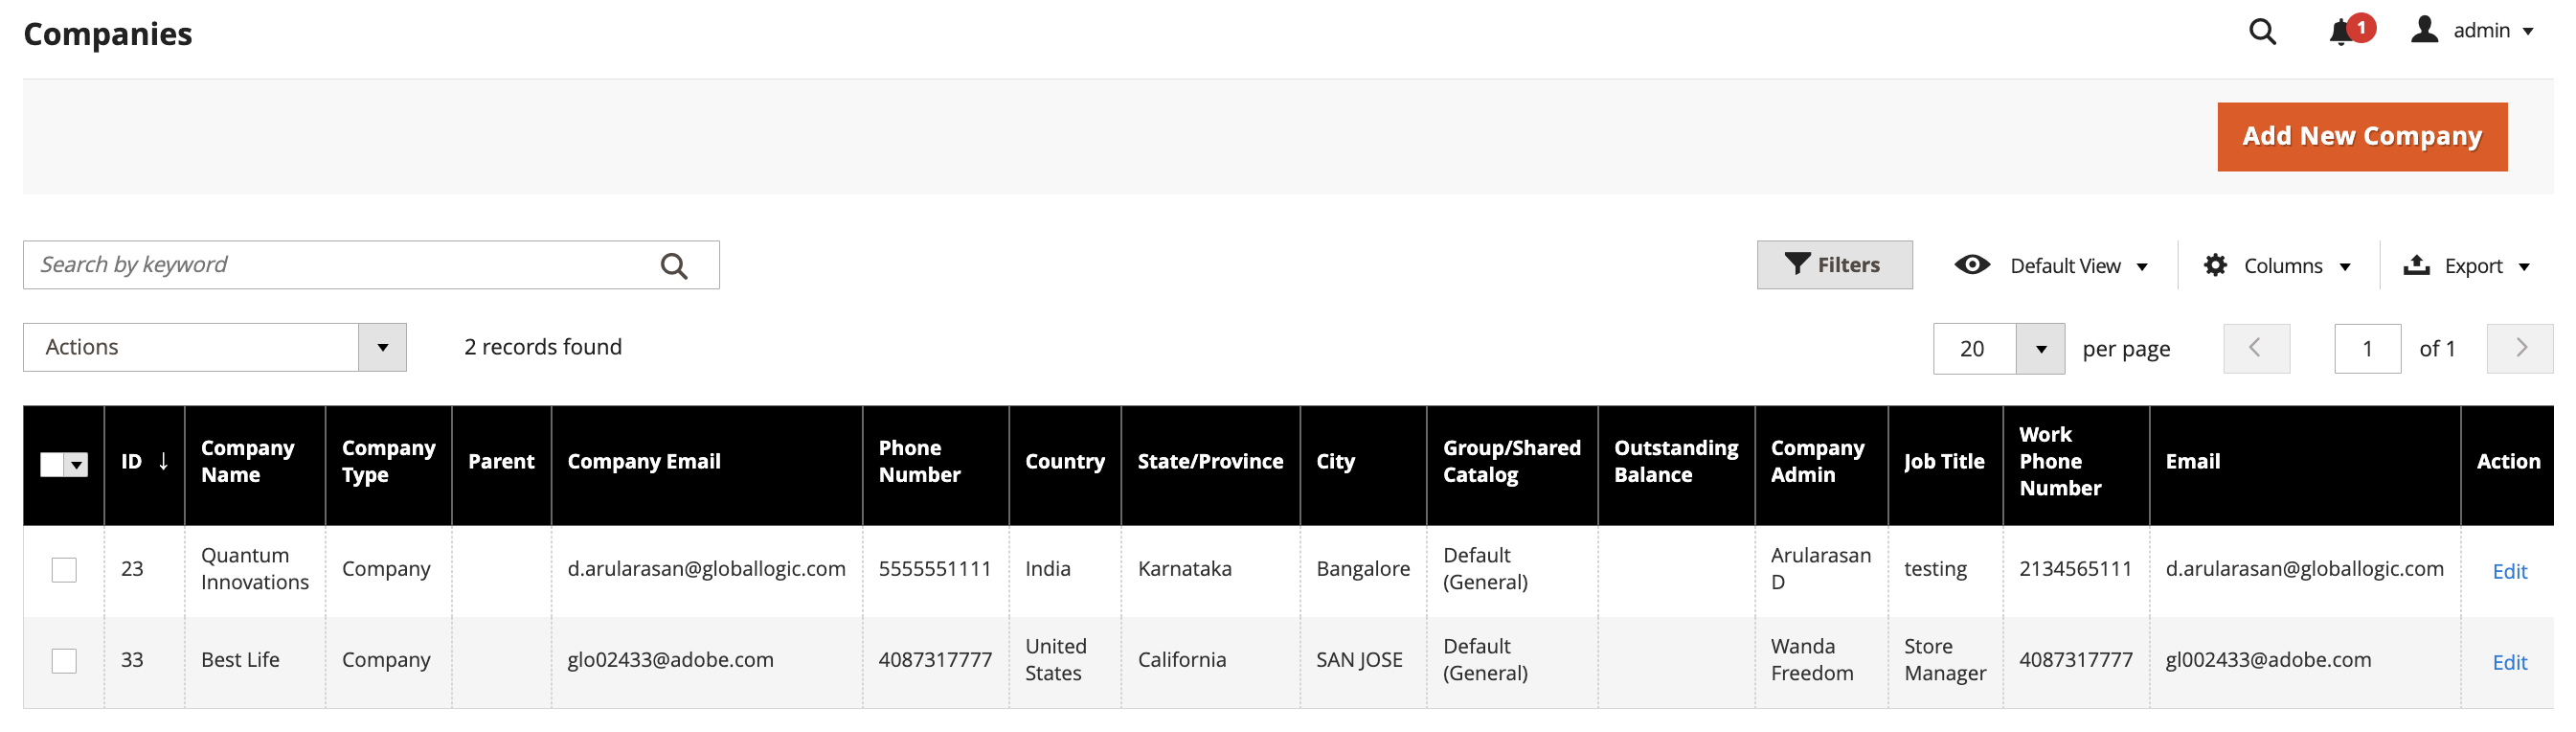 Companies
1
admin
Add New Company
Search by keyword
Filters
Default View
Columns
Export
Actions
2 records found
20
per page
1
of 1
ID
Company
Name
Company
Type
Parent
Company Email
Phone
Number
Country
State/Province
City
Group/Shared
Catalog
Outstanding
Balance
Company
Admin
Job Title
Work
Phone
Number
Email
Action
23
Quantum
Innovations
Company
d.arularasan@globallogic.com
5555551111
India
Karnataka
Bangalore
Default
(General)
Arularasan
D
testing
2134565111
d.arularasan@globallogic.com
Edit
33
Best Life
Company
glo02433@adobe.com
4087317777
United
States
California
SAN JOSE
Default
(General)
Wanda
Freedom
Store
Manager
4087317777
gl002433@adobe.com
Edit